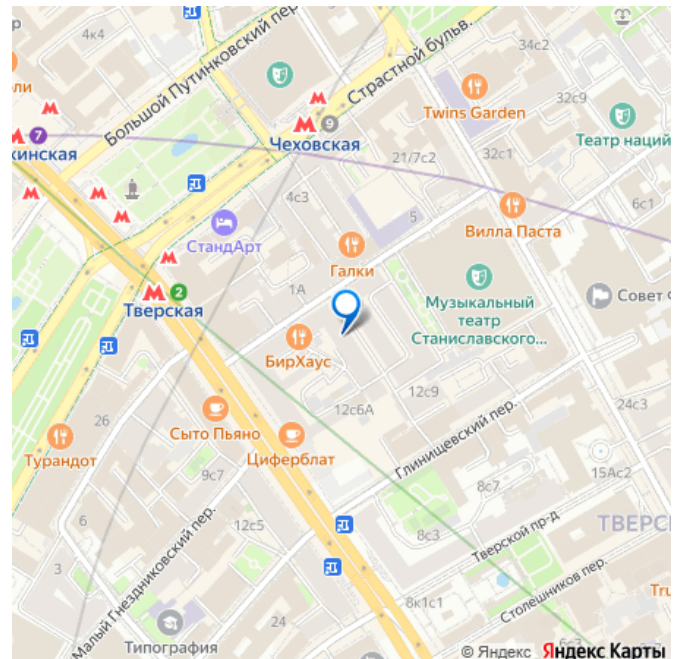 р
4к4
Большой Путинковский пер.
Страстной бульв.
34с2
ли
Twins Garden
32с9
7
кинская
9
Чеховская
Театр наций
21/7с2
32с1
4с3
5
6с1
СтандАрт
Вилла Паста
Галки
1А
2
Тверская
Музыкальный
театр
Станиславского...
Совет Ф
БирХаус
12с9
12с6А
24с3
Глинищевский пер.
26
Сыто Пьяно
Турандот
Циферблат
9с7
15Ас2
8с7
6
Малый Гнездниковский пер.
12с5
8с3
Тверской пр-д
ТВЕРС
3
Столешников пер.
8к1с1
Tru
24
Типография
6с3
© Яндекс Яндекс Карты